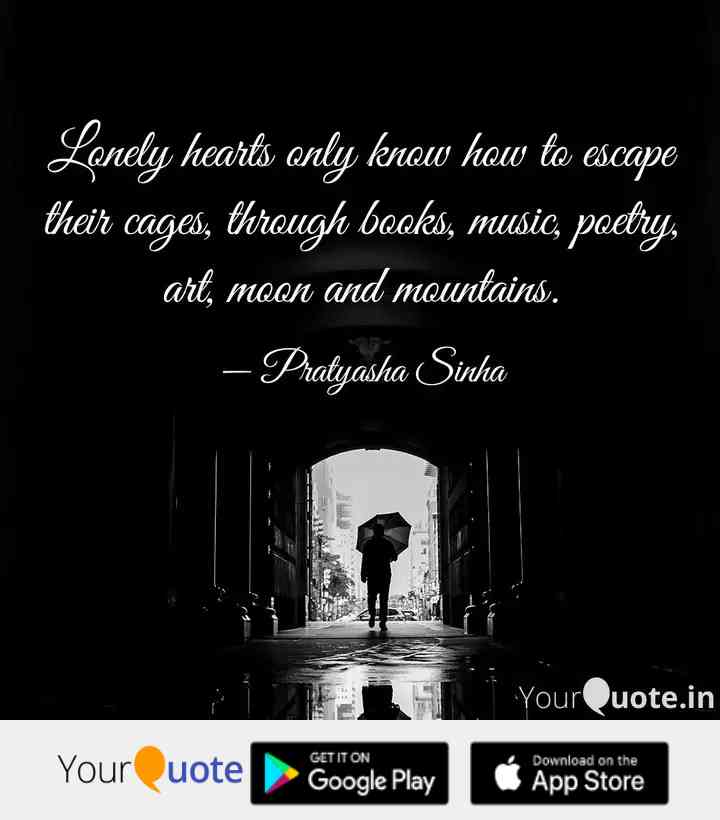 Lonely hearts only know how to escape
their cages, through books, music, poetry,
art, moon and mountains.
— Pratyasha Sinha
YourQuote.in
YourQuote
GET IT ON
Google Play
Download on the
App Store